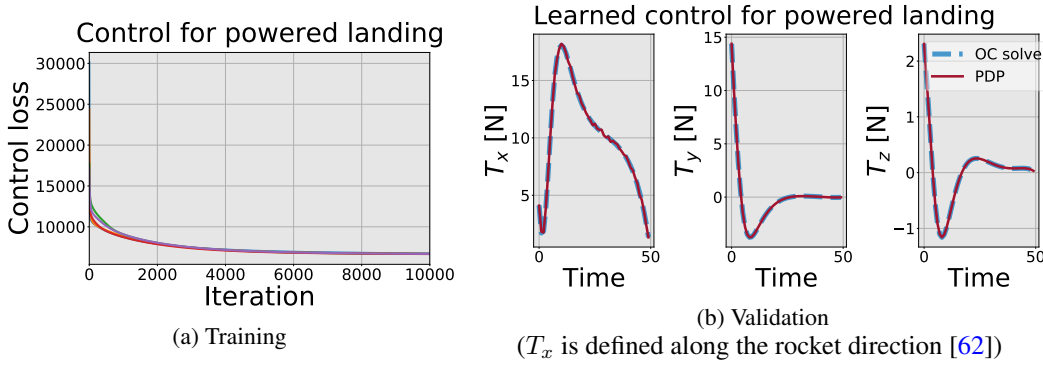 Control for powered landing
Control loss
30000
25000
20000
15000
10000
0 2000 4000 6000 8000 10000
Iteration
(a) Training
Learned control for powered landing
T_x [N]
15
10
5
0 50
Time
T_y [N]
15
10
5
0
0 50
Time
T_z [N]
2
1
0
−1
0 50
Time
OC solve
PDP
(b) Validation
(T_x is defined along the rocket direction [62])